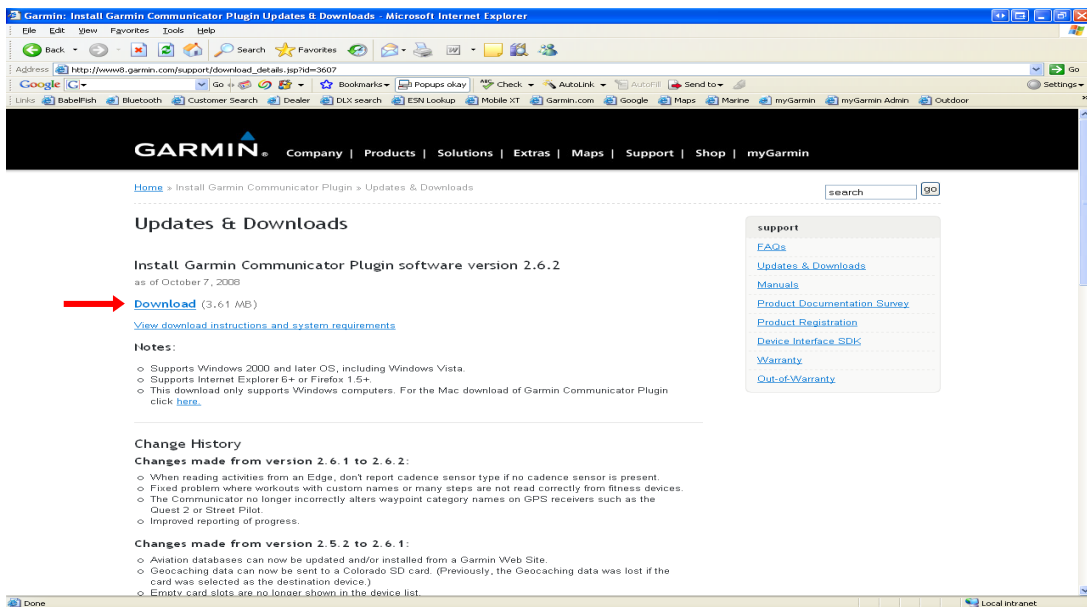 Garmin: Install Garmin Communicator Plugin Updates & Downloads - Microsoft Internet Explorer
File Edit View Favorites Tools Help
Back Search Favorites
Address http://www8.garmin.com/support/download_details.jsp?id=3607 Go
Google Go Bookmarks Popups okay Check AutoLink AutoFill Send to Settings
Links BabelFish Bluetooth Customer Search Dealer DLX search ESN Lookup Mobile XT Garmin.com Google Maps Marine myGarmin myGarmin Admin Outdoor
GARMIN® Company | Products | Solutions | Extras | Maps | Support | Shop | myGarmin
Home » Install Garmin Communicator Plugin » Updates & Downloads
search go
Updates & Downloads
Install Garmin Communicator Plugin software version 2.6.2
as of October 7, 2008
Download (3.61 MB)
View download instructions and system requirements
Notes:
Supports Windows 2000 and later OS, including Windows Vista.
Supports Internet Explorer 6+ or Firefox 1.5+.
This download only supports Windows computers. For the Mac download of Garmin Communicator Plugin
click here.
Change History
Changes made from version 2.6.1 to 2.6.2:
When reading activities from an Edge, don't report cadence sensor type if no cadence sensor is present.
Fixed problem where workouts with custom names or many steps are not read correctly from fitness devices.
The Communicator no longer incorrectly alters waypoint category names on GPS receivers such as the
Quest 2 or Street Pilot.
Improved reporting of progress.
Changes made from version 2.5.2 to 2.6.1:
Aviation databases can now be updated and/or installed from a Garmin Web Site.
Geocaching data can now be sent to a Colorado SD card. (Previously, the Geocaching data was lost if the
card was selected as the destination device.)
Empty card slots are no longer shown in the device list.
support
FAQs
Updates & Downloads
Manuals
Product Documentation Survey
Product Registration
Device Interface SDK
Warranty
Out-of-Warranty
Done
Local intranet